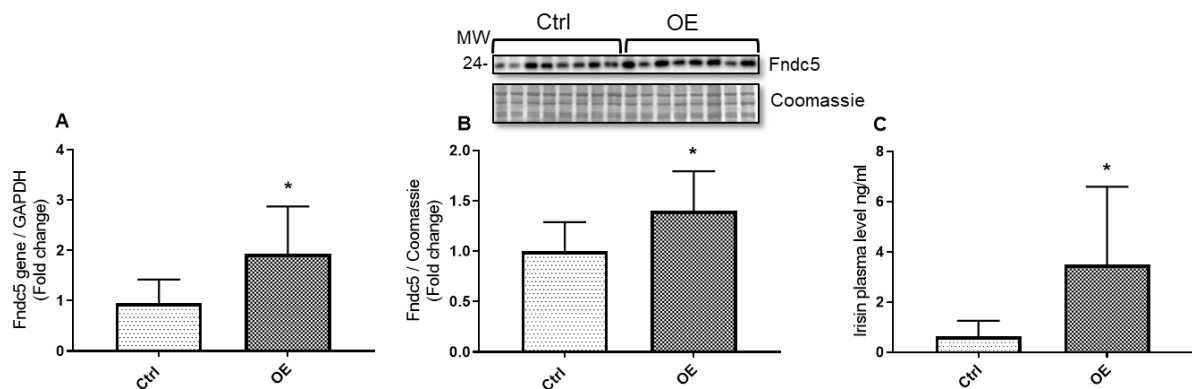 Ctrl OE
MW
24- Fndc5
Coomassie
A
Fndc5 gene / GAPDH
(Fold change)
4
3
2
1
0
*
Ctrl OE
B
Fndc5 / Coomassie
(Fold change)
2.0
1.5
1.0
0.5
0.0
*
Ctrl OE
C
Irisin plasma level ng/ml
8
6
4
2
0
*
Ctrl OE